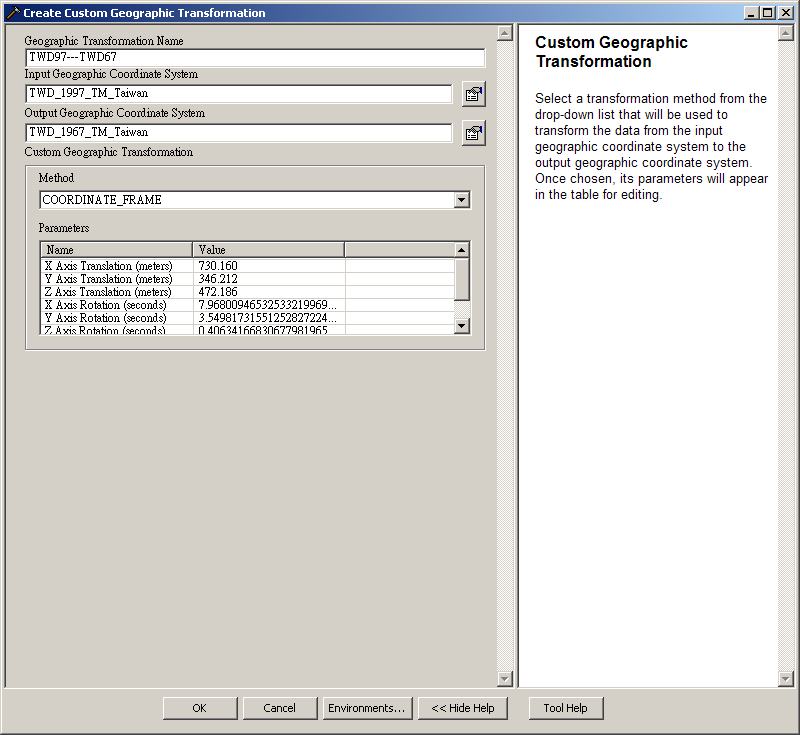 Create Custom Geographic Transformation
Geographic Transformation Name
TWD97---TWD67
Input Geographic Coordinate System
TWD_1997_TM_Taiwan
Output Geographic Coordinate System
TWD_1967_TM_Taiwan
Custom Geographic Transformation
Method
COORDINATE_FRAME
Parameters
Name Value
X Axis Translation (meters) 730.160
Y Axis Translation (meters) 346.212
Z Axis Translation (meters) 472.186
X Axis Rotation (seconds) 7.96800946532533219969...
Y Axis Rotation (seconds) 3.54981731551252827224...
Z Axis Rotation (seconds) 0.40634166830677981965
Custom Geographic
Transformation
Select a transformation method from the
drop-down list that will be used to
transform the data from the input
geographic coordinate system to the
output geographic coordinate system.
Once chosen, its parameters will appear
in the table for editing.
OK Cancel Environments... << Hide Help Tool Help